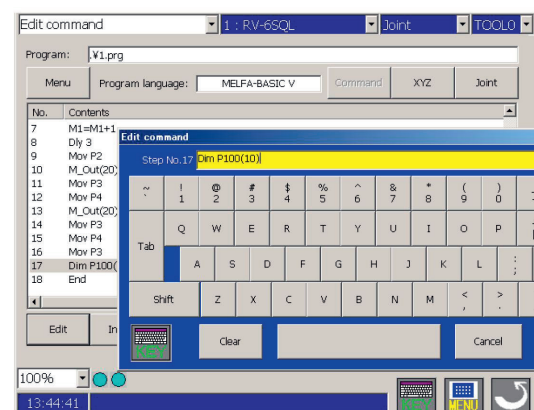 Edit command 1 : RV-6SQL Joint TOOL0
Program: .¥1.prg
Menu Program language: MELFA-BASIC V Command XYZ Joint
No. Contents
7 M1=M1+1
8 Dly 3
9 Mov P2
10 M_Out(20)
11 Mov P3
12 Mov P4
13 M_Out(20)
14 Mov P3
15 Mov P4
16 Mov P3
17 Dim P100(
18 End
Edit In
Edit command
Step No.17 Dim P100(10)
~ ! @ # $ % ^ & * ( )
` 1 2 3 4 5 6 7 8 9 0
Tab Q W E R T Y U I O P
A S D F G H J K L : ;
Shift Z X C V B N M < , > .
KEY Clear Cancel
100%
13:44:41 KEY MENU